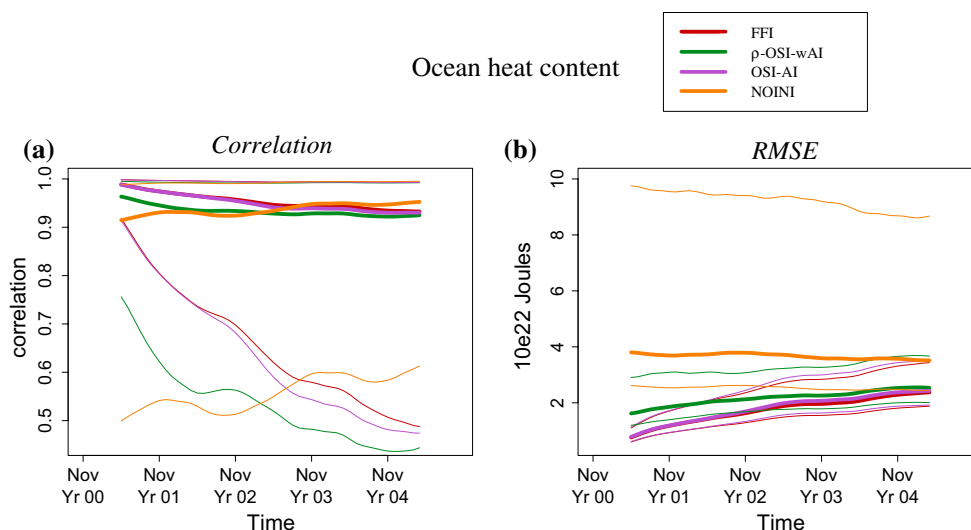 Ocean heat content
FFI
ρ-OSI-wAI
OSI-AI
NOINI
(a)
Correlation
1.0
0.9
0.8
0.7
0.6
0.5
correlation
Nov Nov Nov Nov Nov
Yr 00 Yr 01 Yr 02 Yr 03 Yr 04
Time
(b)
RMSE
10
8
6
4
2
10e22 Joules
Nov Nov Nov Nov Nov
Yr 00 Yr 01 Yr 02 Yr 03 Yr 04
Time